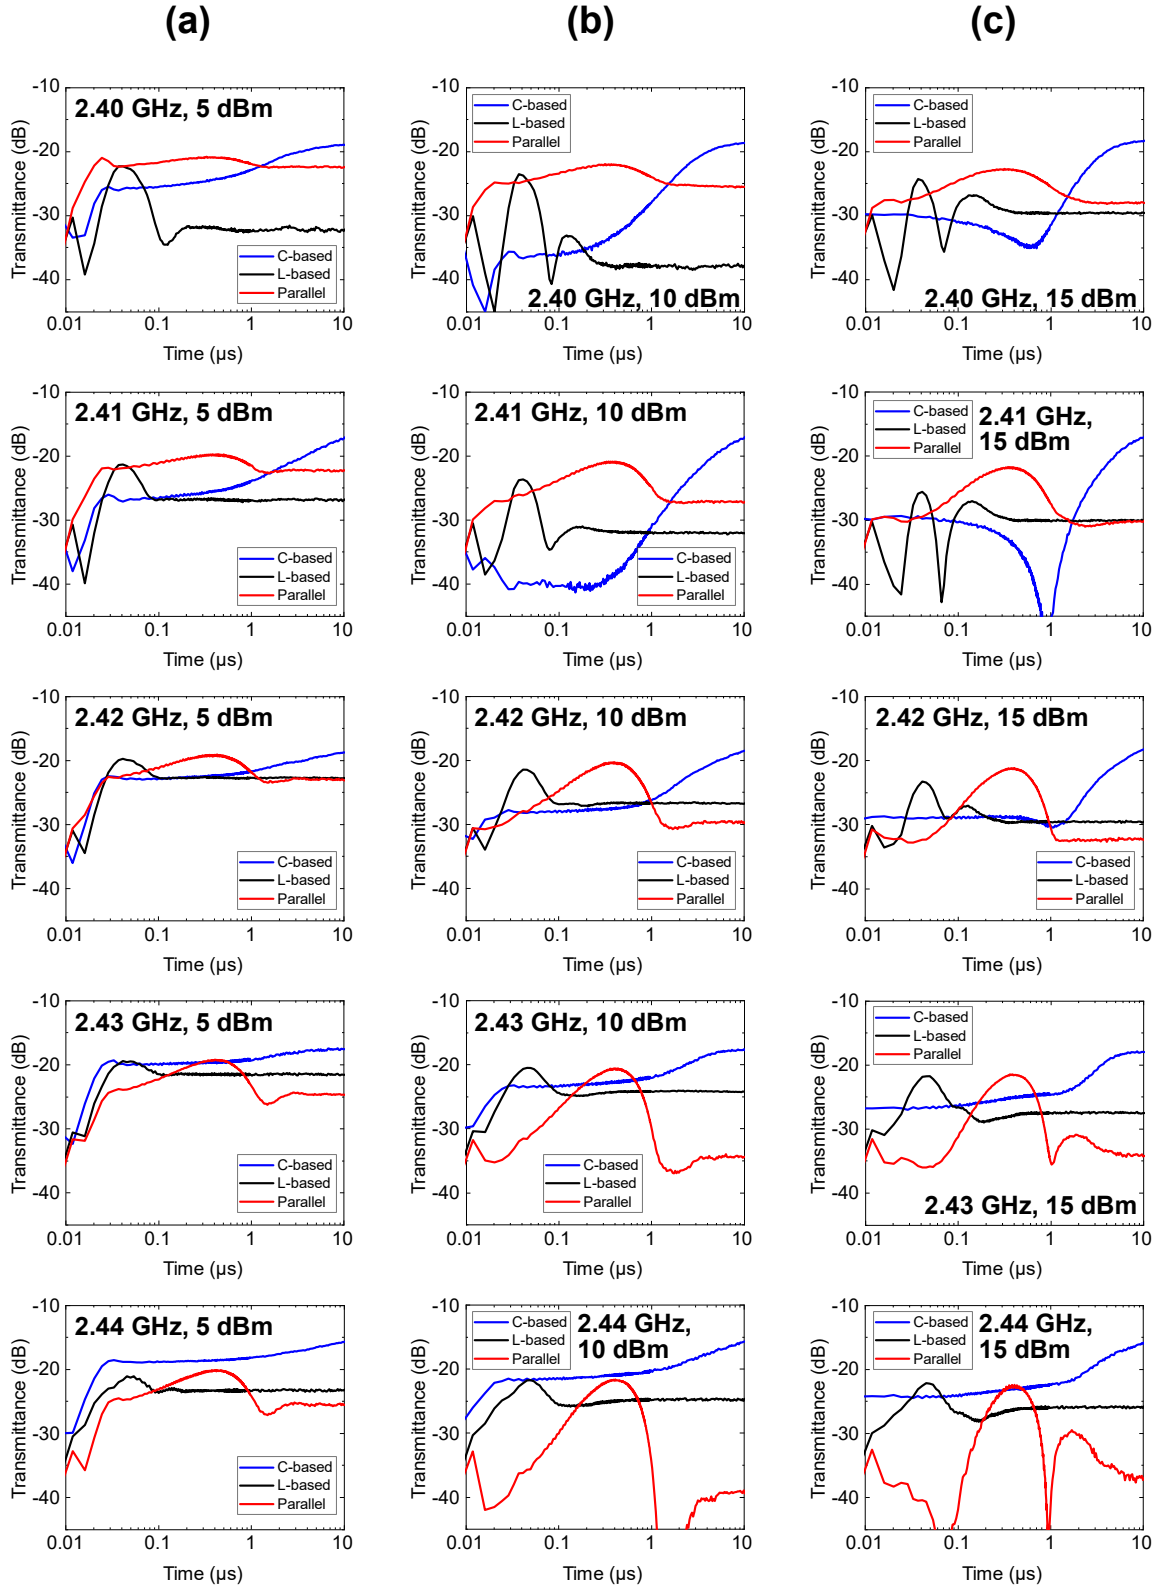 (a)
(b)
(c)
Transmittance (dB)
-10
-20
-30
-40
2.40 GHz, 5 dBm
C-based
L-based
Parallel
0.01
0.1
1
10
Time (μs)
Transmittance (dB)
-10
-20
-30
-40
C-based
L-based
Parallel
2.40 GHz, 10 dBm
0.01
0.1
1
10
Time (μs)
Transmittance (dB)
-10
-20
-30
-40
C-based
L-based
Parallel
2.40 GHz, 15 dBm
0.01
0.1
1
10
Time (μs)
Transmittance (dB)
-10
-20
-30
-40
2.41 GHz, 5 dBm
C-based
L-based
Parallel
0.01
0.1
1
10
Time (μs)
Transmittance (dB)
-10
-20
-30
-40
2.41 GHz, 10 dBm
C-based
L-based
Parallel
0.01
0.1
1
10
Time (μs)
Transmittance (dB)
-10
-20
-30
-40
C-based
L-based
Parallel
2.41 GHz,
15 dBm
0.01
0.1
1
10
Time (μs)
Transmittance (dB)
-10
-20
-30
-40
2.42 GHz, 5 dBm
C-based
L-based
Parallel
0.01
0.1
1
10
Time (μs)
Transmittance (dB)
-10
-20
-30
-40
2.42 GHz, 10 dBm
C-based
L-based
Parallel
0.01
0.1
1
10
Time (μs)
Transmittance (dB)
-10
-20
-30
-40
2.42 GHz, 15 dBm
C-based
L-based
Parallel
0.01
0.1
1
10
Time (μs)
Transmittance (dB)
-10
-20
-30
-40
2.43 GHz, 5 dBm
C-based
L-based
Parallel
0.01
0.1
1
10
Time (μs)
Transmittance (dB)
-10
-20
-30
-40
2.43 GHz, 10 dBm
C-based
L-based
Parallel
0.01
0.1
1
10
Time (μs)
Transmittance (dB)
-10
-20
-30
-40
C-based
L-based
Parallel
2.43 GHz, 15 dBm
0.01
0.1
1
10
Time (μs)
Transmittance (dB)
-10
-20
-30
-40
2.44 GHz, 5 dBm
C-based
L-based
Parallel
0.01
0.1
1
10
Time (μs)
Transmittance (dB)
-10
-20
-30
-40
C-based
L-based
Parallel
2.44 GHz,
10 dBm
0.01
0.1
1
10
Time (μs)
Transmittance (dB)
-10
-20
-30
-40
C-based
L-based
Parallel
2.44 GHz,
15 dBm
0.01
0.1
1
10
Time (μs)